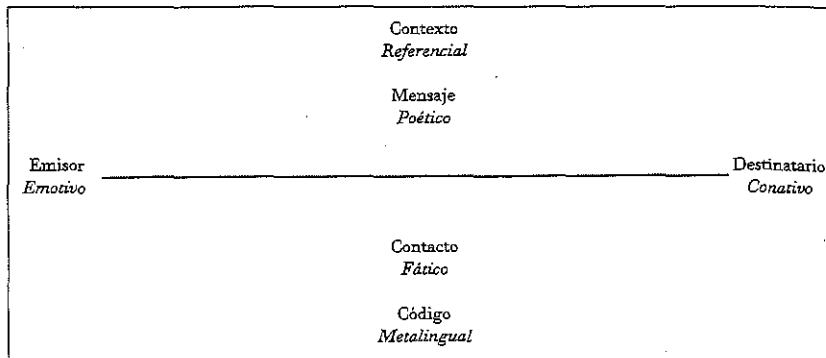 Contexto
Referencial
Mensaje
Poético
Emisor
Emotivo
Destinatario
Conativo
Contacto
Fático
Código
Metalingual